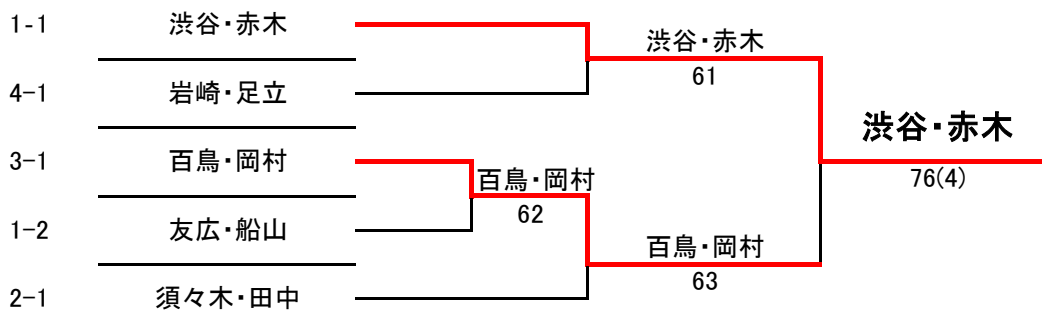 1-1 渋谷・赤木
渋谷・赤木
61
4-1 岩崎・足立
渋谷・赤木
76(4)
3-1 百鳥・岡村
百鳥・岡村
62
1-2 友広・船山
百鳥・岡村
63
2-1 須々木・田中